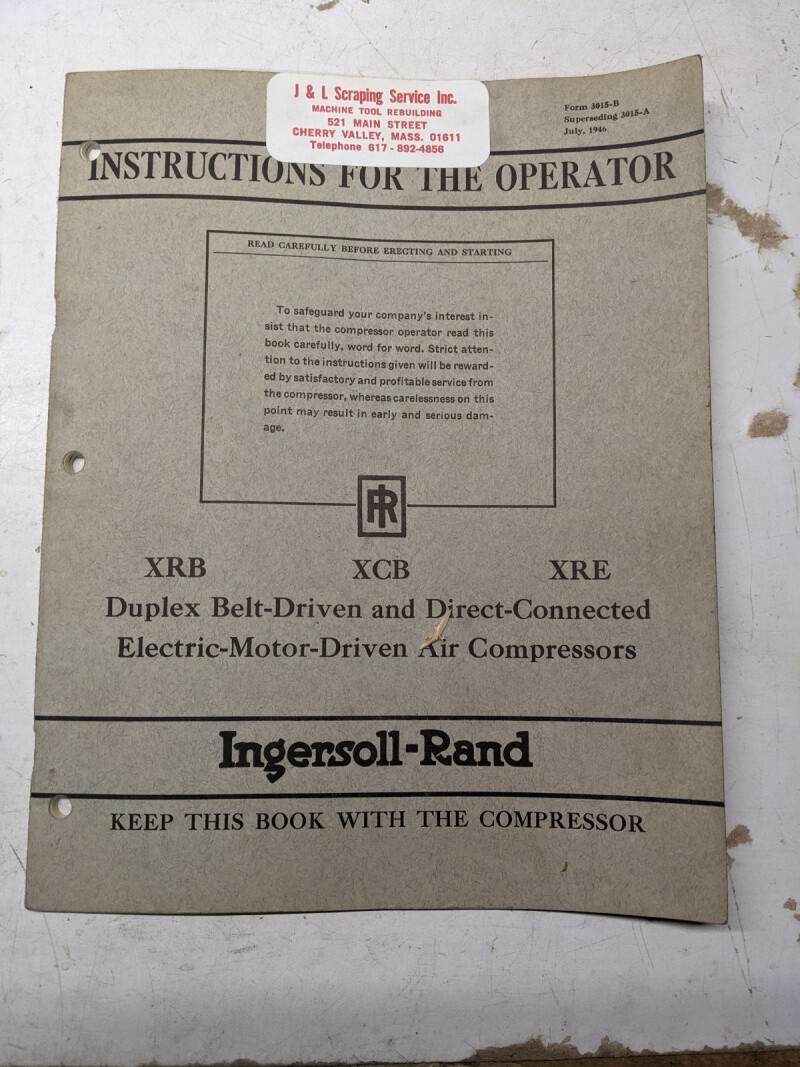 J & L Scraping Service Inc.
MACHINE TOOL REBUILDING
521 MAIN STREET
CHERRY VALLEY, MASS. 01611
Telephone 617 - 892-4856
Form 3015-B
Superseding 3015-A
July, 1946
INSTRUCTIONS FOR THE OPERATOR
READ CAREFULLY BEFORE ERECTING AND STARTING
To safeguard your company's interest in-
sist that the compressor operator read this
book carefully, word for word. Strict atten-
tion to the instructions given will be reward-
ed by satisfactory and profitable service from
the compressor, whereas carelessness on this
point may result in early and serious dam-
age.
IR
XRB XCB XRE
Duplex Belt-Driven and Direct-Connected
Electric-Motor-Driven Air Compressors
Ingersoll-Rand
KEEP THIS BOOK WITH THE COMPRESSOR